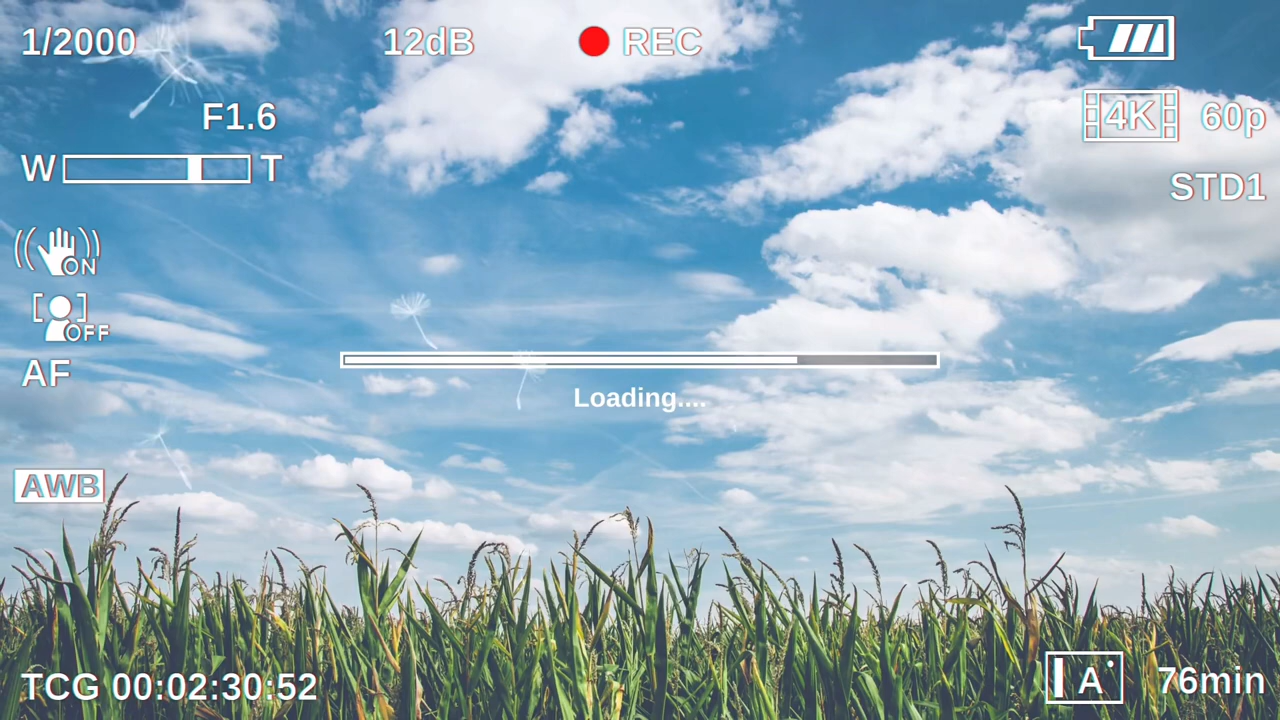 1/2000 12dB REC
F1.6 4K 60p
W T
STD1
ON
OFF
AF
Loading....
AWB
TCG 00:02:30:52 A 76min